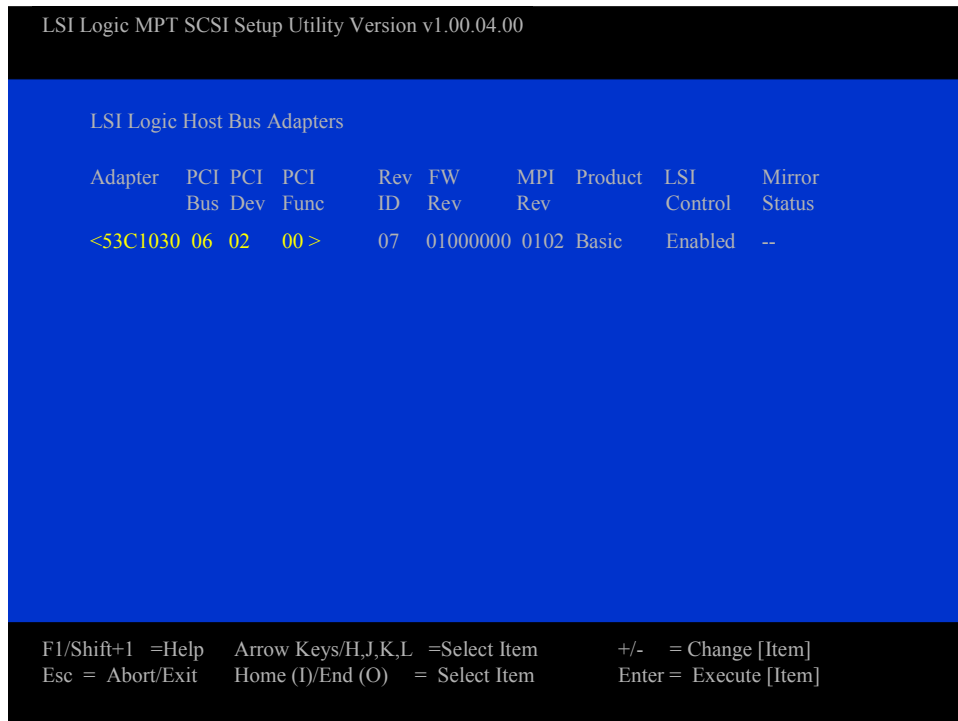 LSI Logic MPT SCSI Setup Utility Version v1.00.04.00
LSI Logic Host Bus Adapters
Adapter PCI PCI PCI Rev FW MPI Product LSI Mirror
Bus Dev Func ID Rev Rev Control Status
<53C1030 06 02 00 > 07 01000000 0102 Basic Enabled --
F1/Shift+1 =Help Arrow Keys/H,J,K,L =Select Item +/- = Change [Item]
Esc = Abort/Exit Home (I)/End (O) = Select Item Enter = Execute [Item]